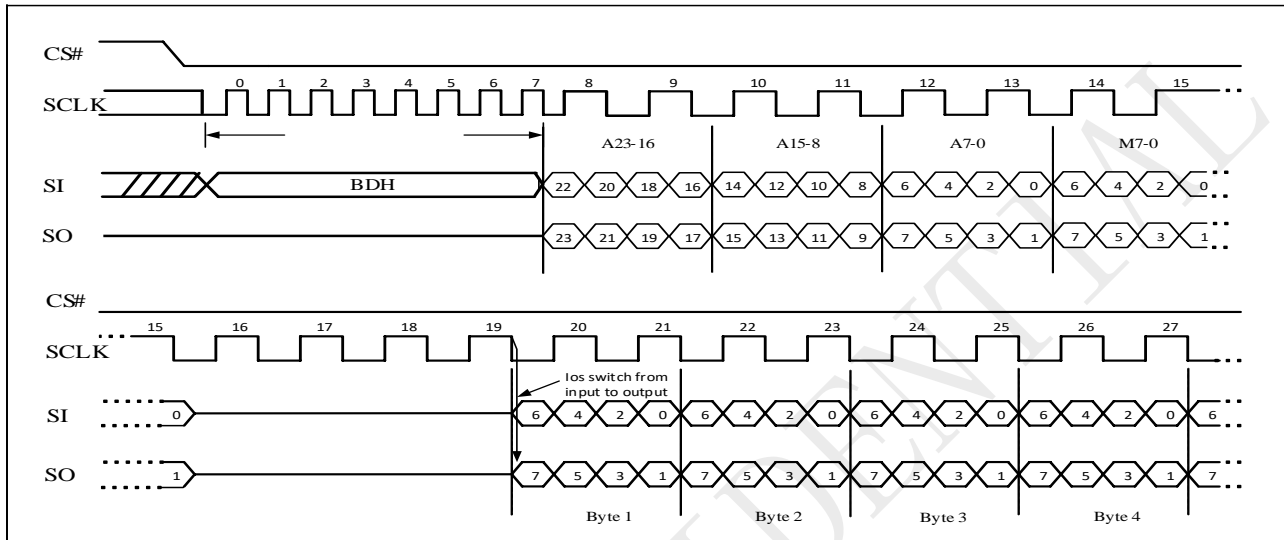 CS#
0 1 2 3 4 5 6 7 8 9 10 11 12 13 14 15
SCLK
A23-16 A15-8 A7-0 M7-0
SI BDH 22 20 18 16 14 12 10 8 6 4 2 0 6 4 2 0
SO 23 21 19 17 15 13 11 9 7 5 3 1 7 5 3 1
CS#
15 16 17 18 19 20 21 22 23 24 25 26 27
SCLK
Ios switch from
input to output
SI 0 6 4 2 0 6 4 2 0 6 4 2 0 6 4 2 0 6
SO 1 7 5 3 1 7 5 3 1 7 5 3 1 7 5 3 1 7
Byte 1 Byte 2 Byte 3 Byte 4
DENTIAL